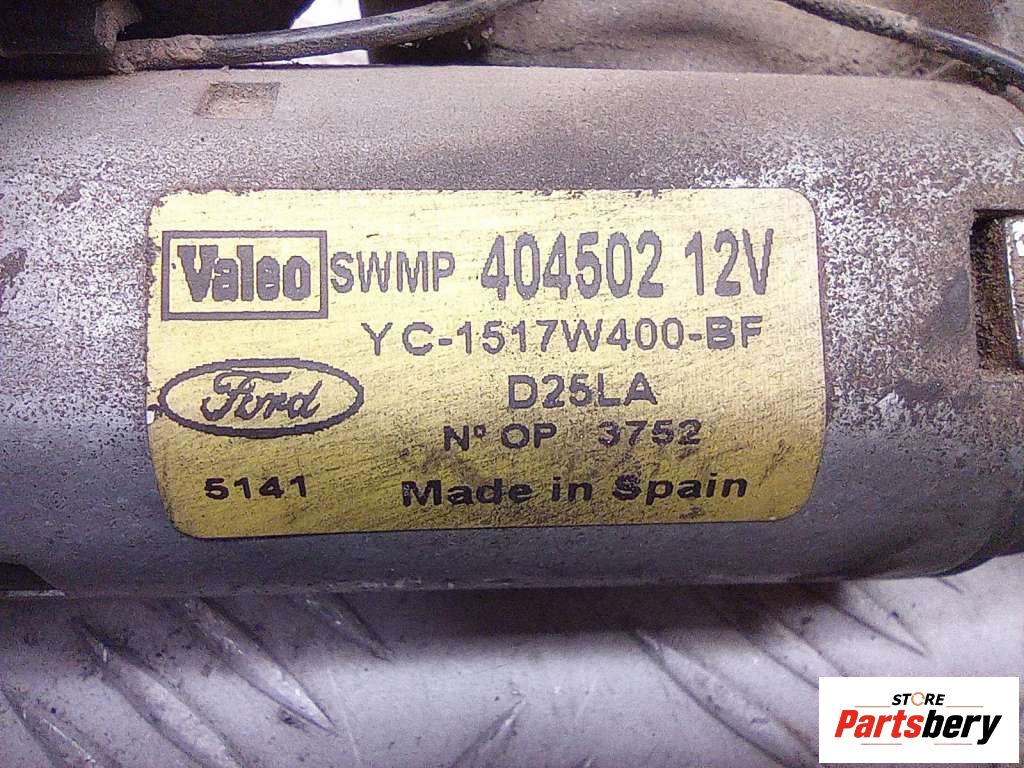 Valeo SWMP 404502 12V
YC-1517W400-BF
Ford D25LA
Nº OP 3752
5141 Made in Spain
STORE
Partsbery